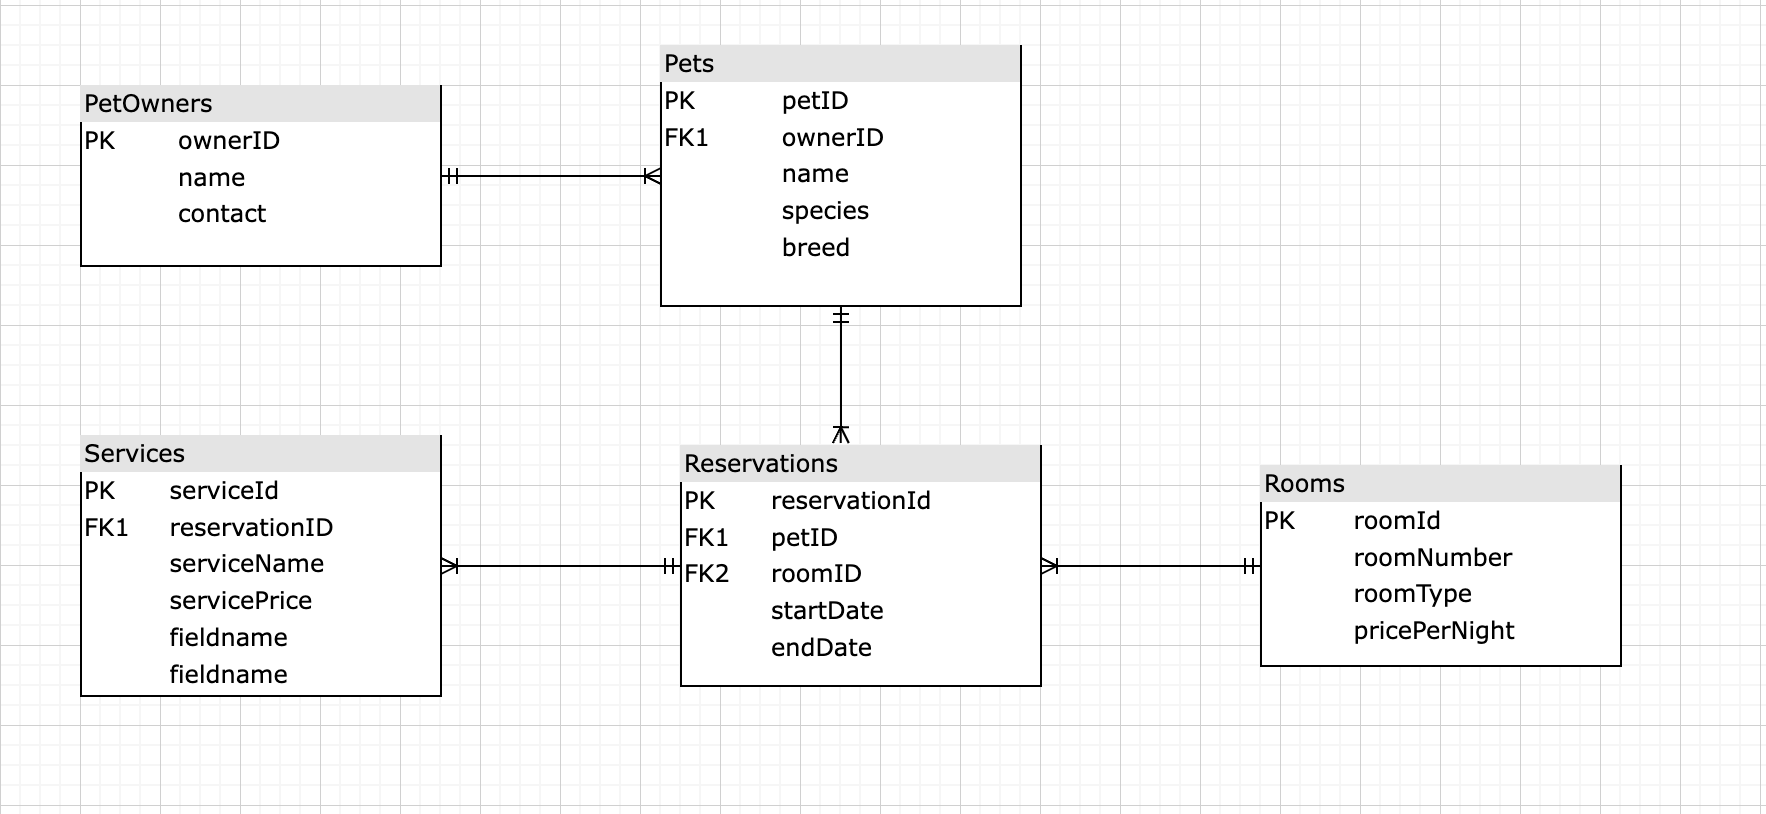 PetOwners
PK ownerID
name
contact
Pets
PK petID
FK1 ownerID
name
species
breed
Services
PK serviceId
FK1 reservationID
serviceName
servicePrice
fieldname
fieldname
Reservations
PK reservationId
FK1 petID
FK2 roomID
startDate
endDate
Rooms
PK roomId
roomNumber
roomType
pricePerNight